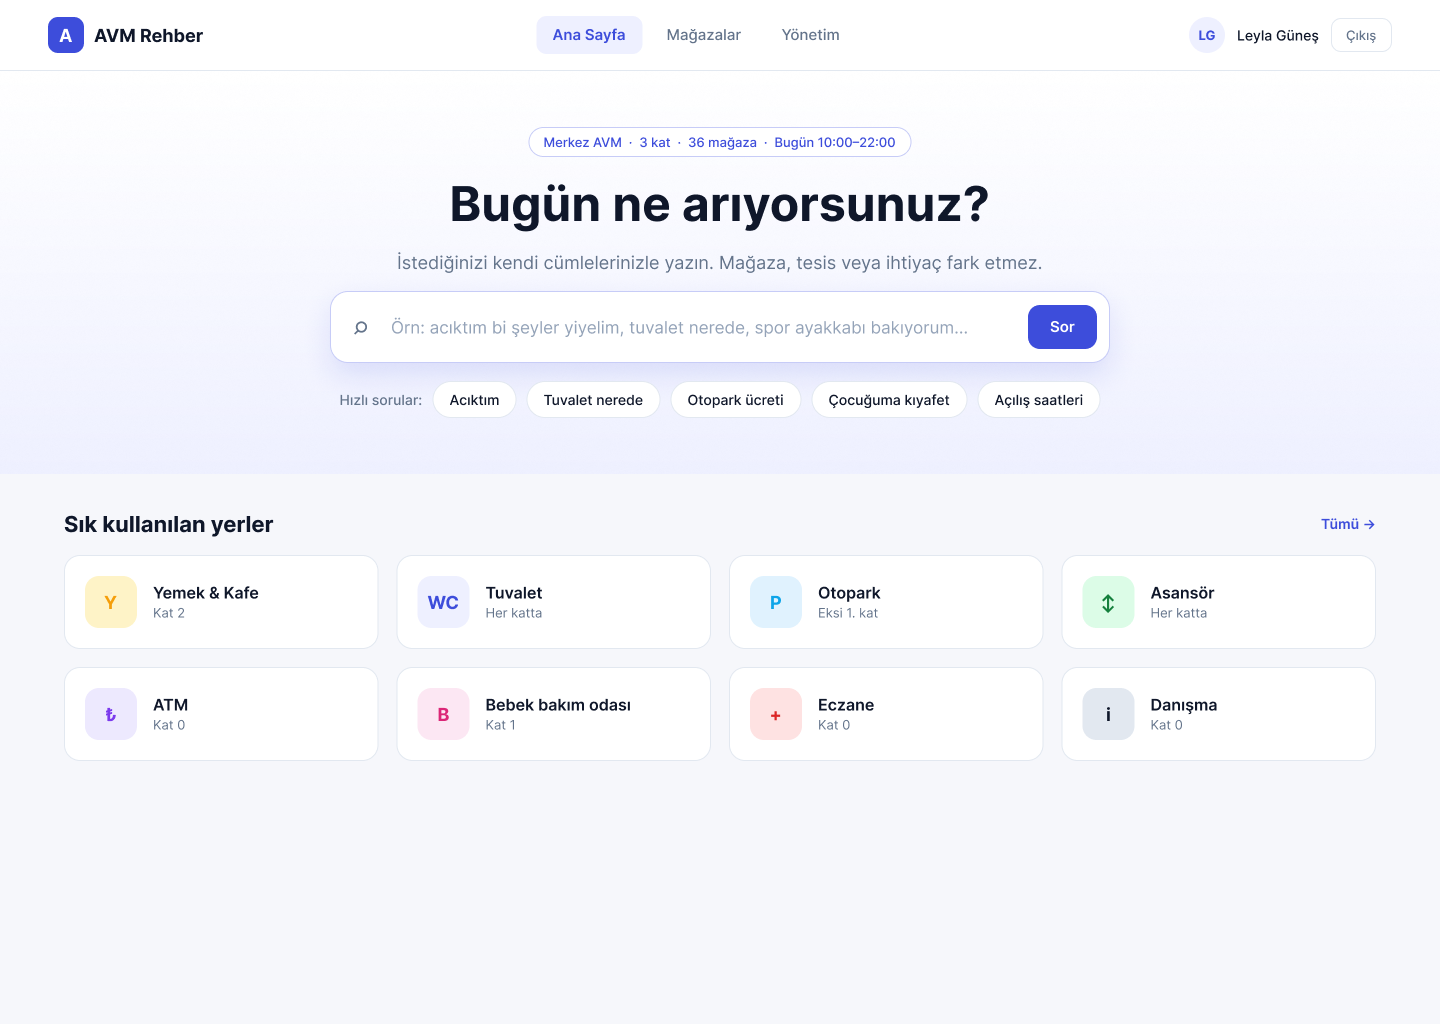 A AVM Rehber
Ana Sayfa Mağazalar Yönetim
LG Leyla Güneş Çıkış
Merkez AVM · 3 kat · 36 mağaza · Bugün 10:00–22:00
Bugün ne arıyorsunuz?
İstediğinizi kendi cümlelerinizle yazın. Mağaza, tesis veya ihtiyaç fark etmez.
Örn: acıktım bi şeyler yiyelim, tuvalet nerede, spor ayakkabı bakıyorum...
Sor
Hızlı sorular: Acıktım Tuvalet nerede Otopark ücreti Çocuğuma kıyafet Açılış saatleri
Sık kullanılan yerler
Tümü →
Y
Yemek & Kafe
Kat 2
WC
Tuvalet
Her katta
P
Otopark
Eksi 1. kat
↕
Asansör
Her katta
₺
ATM
Kat 0
B
Bebek bakım odası
Kat 1
+
Eczane
Kat 0
i
Danışma
Kat 0